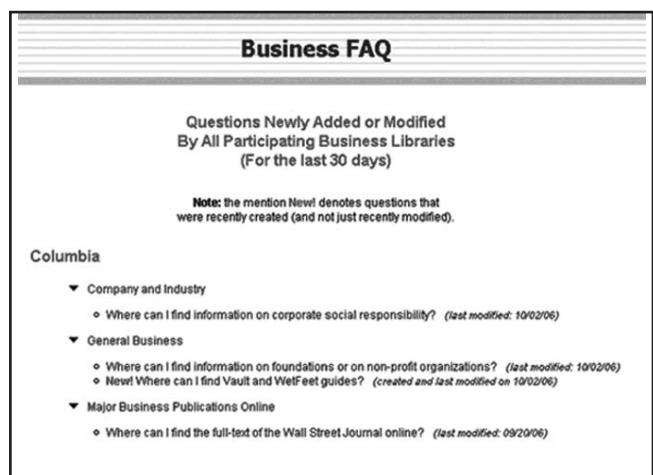 Business FAQ
Questions Newly Added or Modified
By All Participating Business Libraries
(For the last 30 days)
Note: the mention New! denotes questions that
were recently created (and not just recently modified).
Columbia
Company and Industry
Where can I find information on corporate social responsibility? (last modified: 10/02/06)
General Business
Where can I find information on foundations or on non-profit organizations? (last modified: 10/02/06)
New! Where can I find Vault and WetFeet guides? (created and last modified on 10/02/06)
Major Business Publications Online
Where can I find the full-text of the Wall Street Journal online? (last modified: 09/20/06)